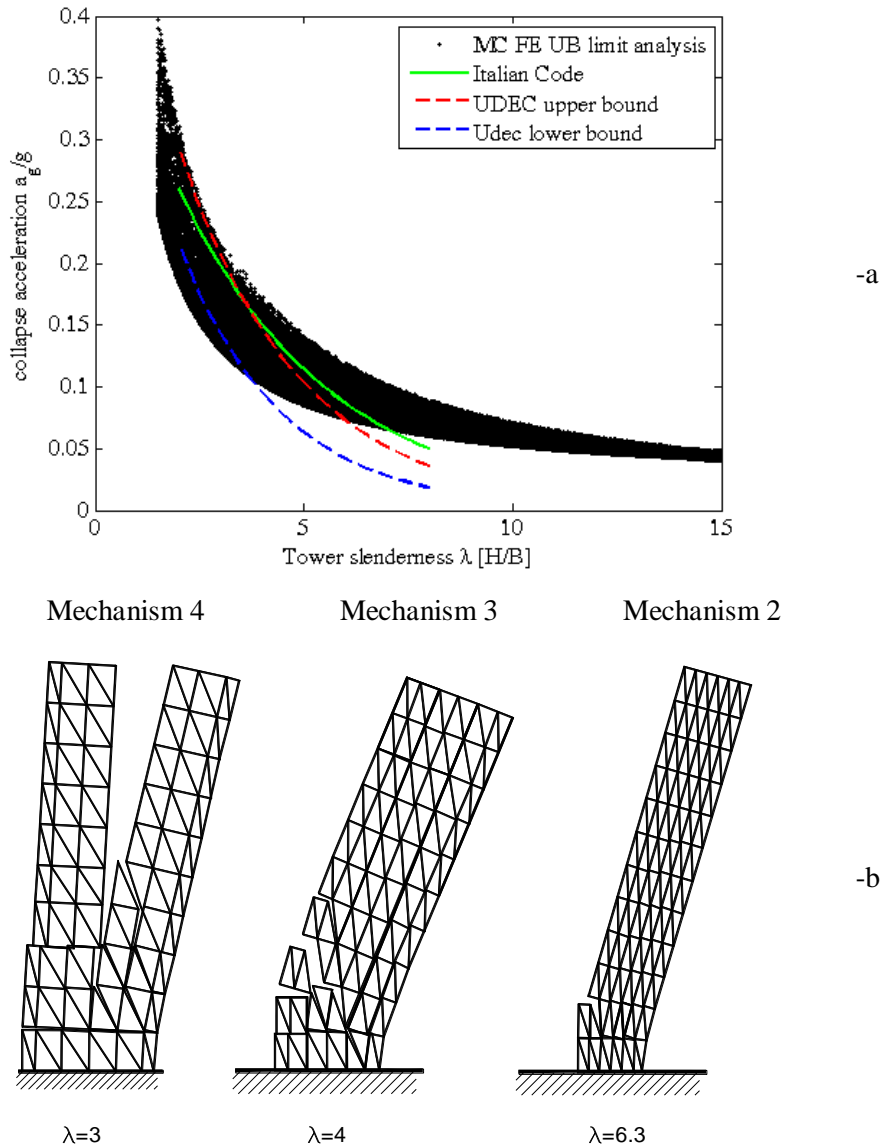 0.4
0.35
0.3
0.25
0.2
0.15
0.1
0.05
0
collapse acceleration a_g/g
MC FE UB limit analysis
Italian Code
UDEC upper bound
Udec lower bound
0 5 10 15
Tower slenderness λ [H/B]
-a
Mechanism 4 Mechanism 3 Mechanism 2
-b
λ=3 λ=4 λ=6.3